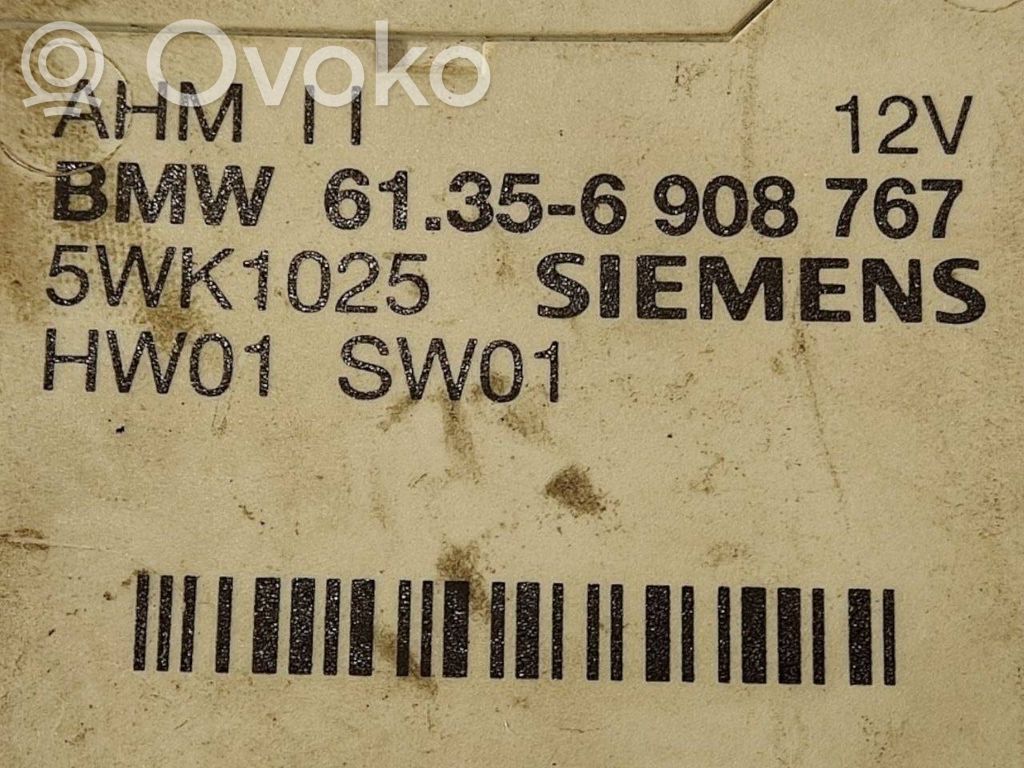 Ovoko
AHM II 12V
BMW 61.35-6 908 767
5WK1025 SIEMENS
HW01 SW01